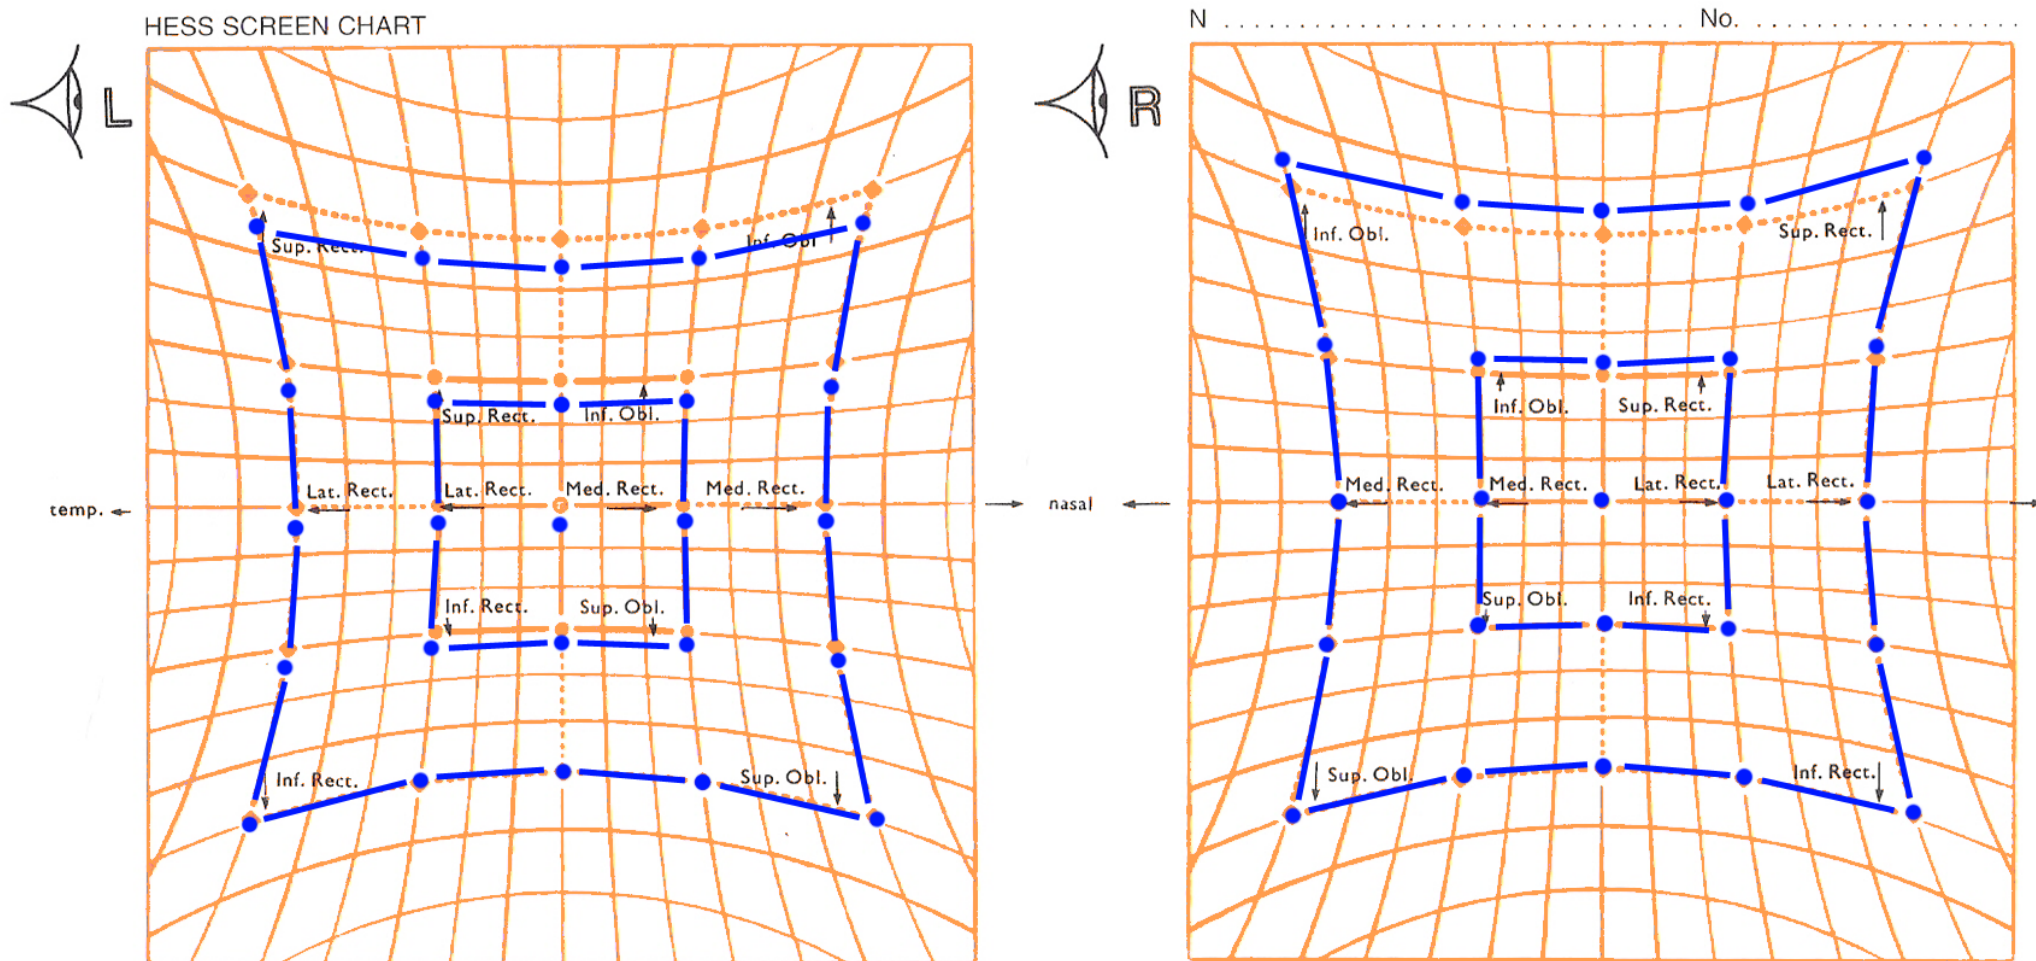 HESS SCREEN CHART
N No.
L
R
Sup. Rect. Inf. Obl
Inf. Obl. Sup. Rect.
Sup. Rect. Inf. Obl.
Inf. Obl. Sup. Rect.
temp. Lat. Rect. Lat. Rect. Med. Rect. Med. Rect. nasal Med. Rect. Med. Rect. Lat. Rect. Lat. Rect.
Inf. Rect. Sup. Obl.
Sup. Obl. Inf. Rect.
Inf. Rect. Sup. Obl.
Sup. Obl. Inf. Rect.